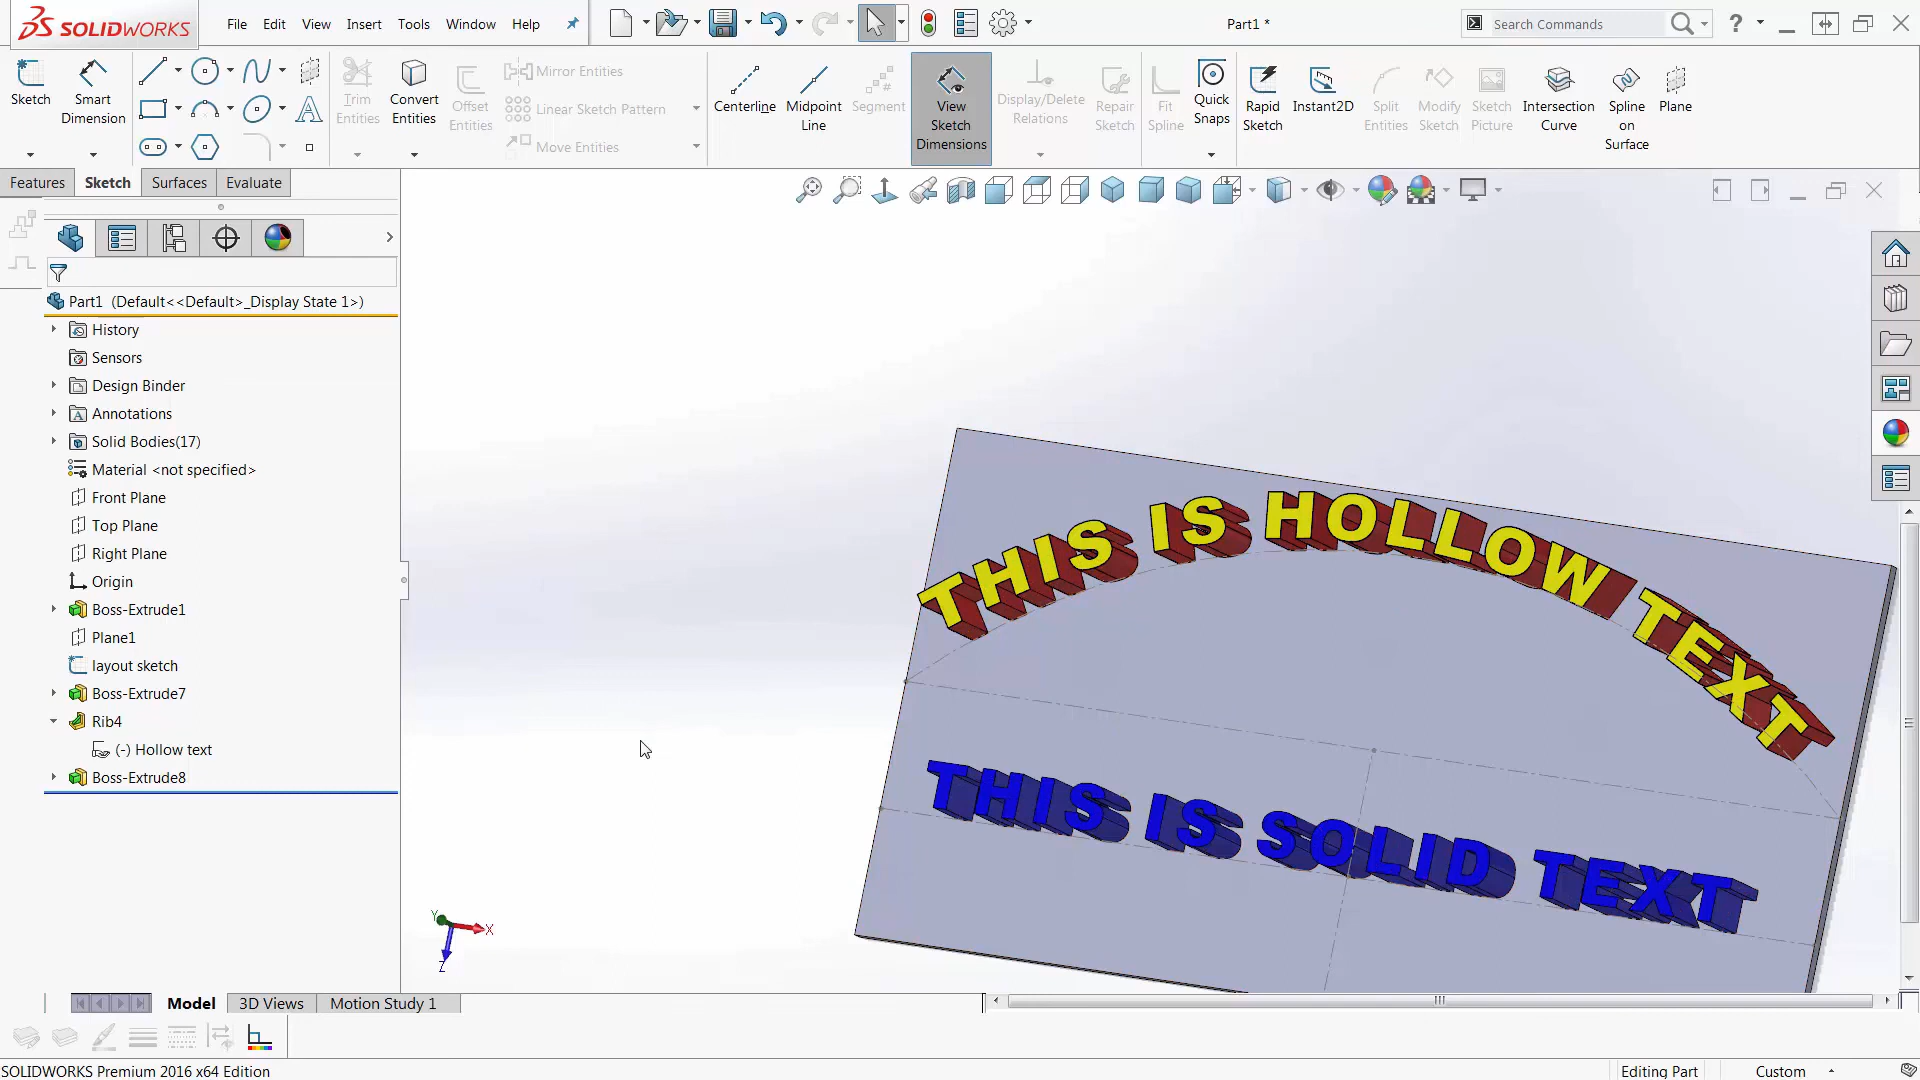 SOLIDWORKS
File Edit View Insert Tools Window Help
Part1 *
Search Commands
?
Sketch
Smart Dimension
Trim Entities
Convert Entities
Offset Entities
Mirror Entities
Linear Sketch Pattern
Move Entities
Centerline
Midpoint Line
Segment
View Sketch Dimensions
Display/Delete Relations
Repair Sketch
Fit Spline
Quick Snaps
Rapid Sketch
Instant2D
Split Entities
Modify Sketch
Sketch Picture
Intersection Curve
Spline on Surface
Plane
Features Sketch Surfaces Evaluate
Part1 (Default<<Default>_Display State 1>)
History
Sensors
Design Binder
Annotations
Solid Bodies(17)
Material <not specified>
Front Plane
Top Plane
Right Plane
Origin
Boss-Extrude1
Plane1
layout sketch
Boss-Extrude7
Rib4
(-) Hollow text
Boss-Extrude8
THIS IS HOLLOW TEXT
THIS IS SOLID TEXT
Y
X
Z
Model 3D Views Motion Study 1
SOLIDWORKS Premium 2016 x64 Edition
Editing Part
Custom